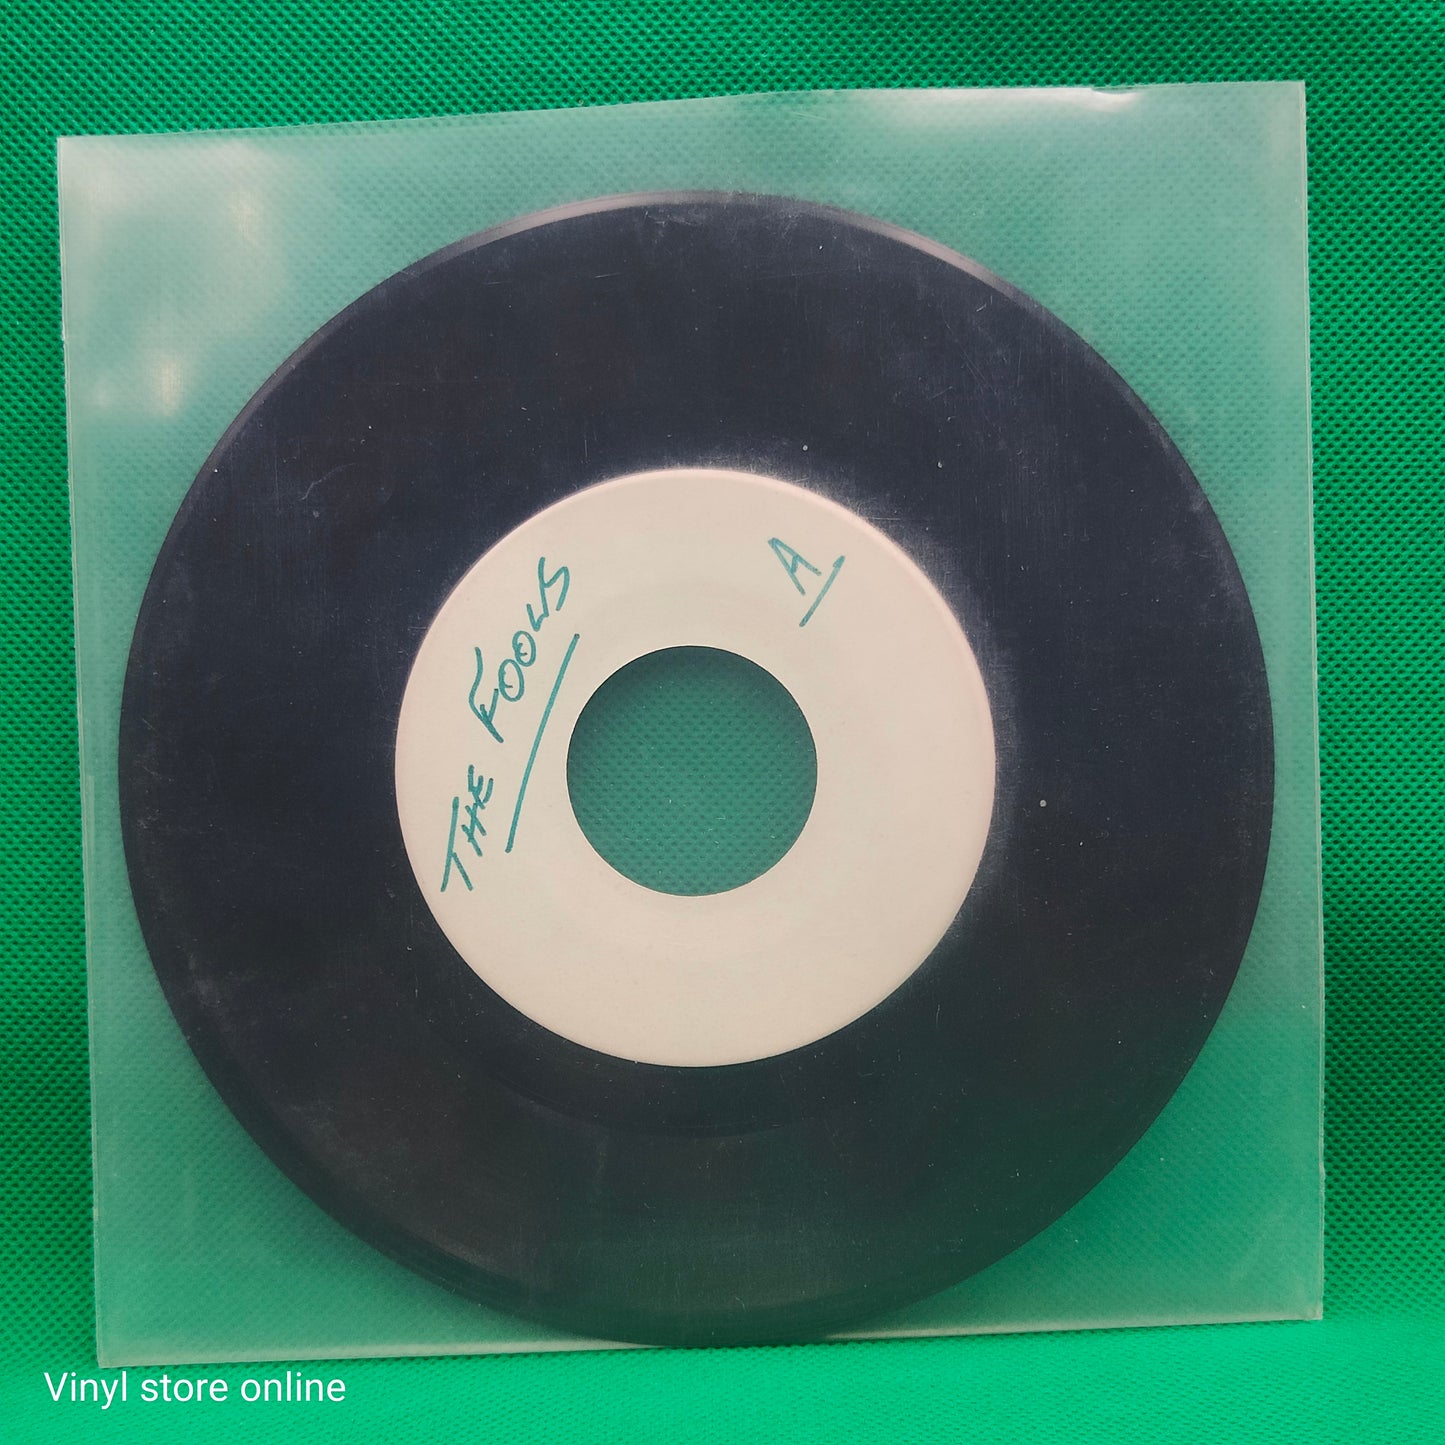 THE FOOLS
A
Vinyl store online